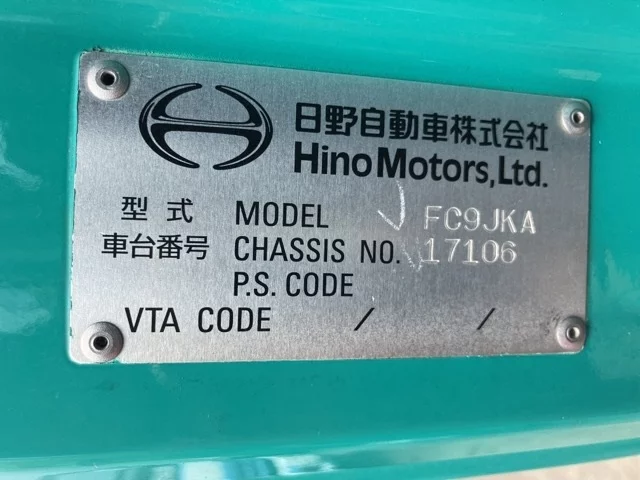 日野自動車株式会社
Hino Motors, Ltd.
型式 MODEL FC9JKA
車台番号 CHASSIS NO. 17106
P.S. CODE
VTA CODE / /